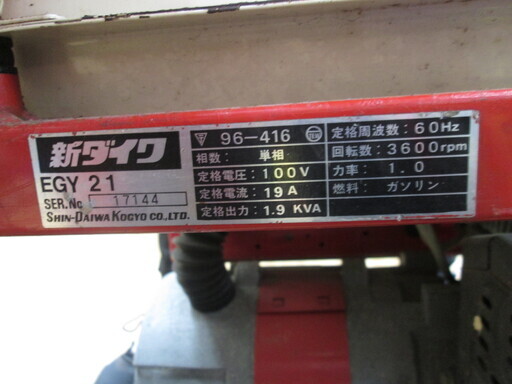 新ダイワ
EGY 21
SER.No 17144
SHIN-DAIWA KOGYO CO.,LTD.
96-416
相数: 単相
定格電圧: 100V
定格電流: 19A
定格出力: 1.9 KVA
定格周波数: 60Hz
回転数: 3600rpm
力率: 1.0
燃料: ガソリン